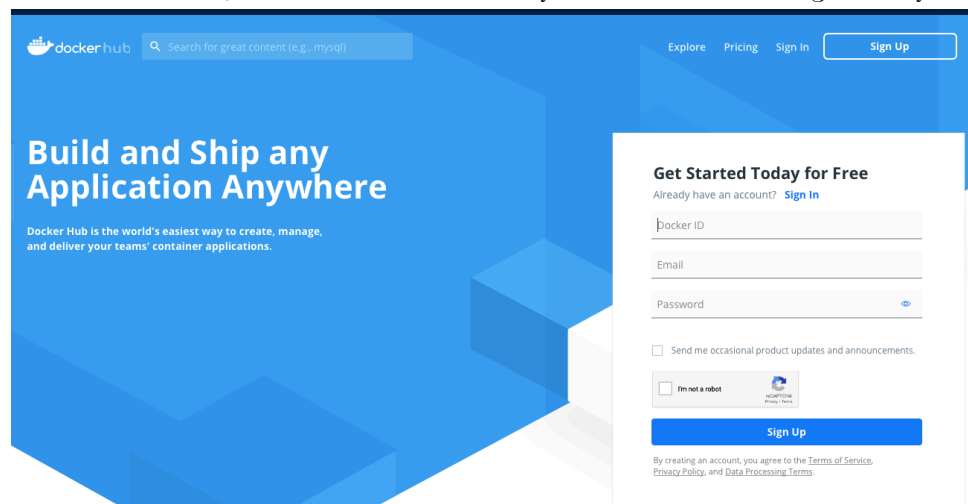 dockerhub
Search for great content (e.g., mysql)
Explore
Pricing
Sign In
Sign Up
Build and Ship any
Application Anywhere
Docker Hub is the world's easiest way to create, manage,
and deliver your teams' container applications.
Get Started Today for Free
Already have an account? Sign In
Docker ID
Email
Password
Send me occasional product updates and announcements.
I'm not a robot
reCAPTCHA
Privacy - Terms
Sign Up
By creating an account, you agree to the Terms of Service,
Privacy Policy, and Data Processing Terms.